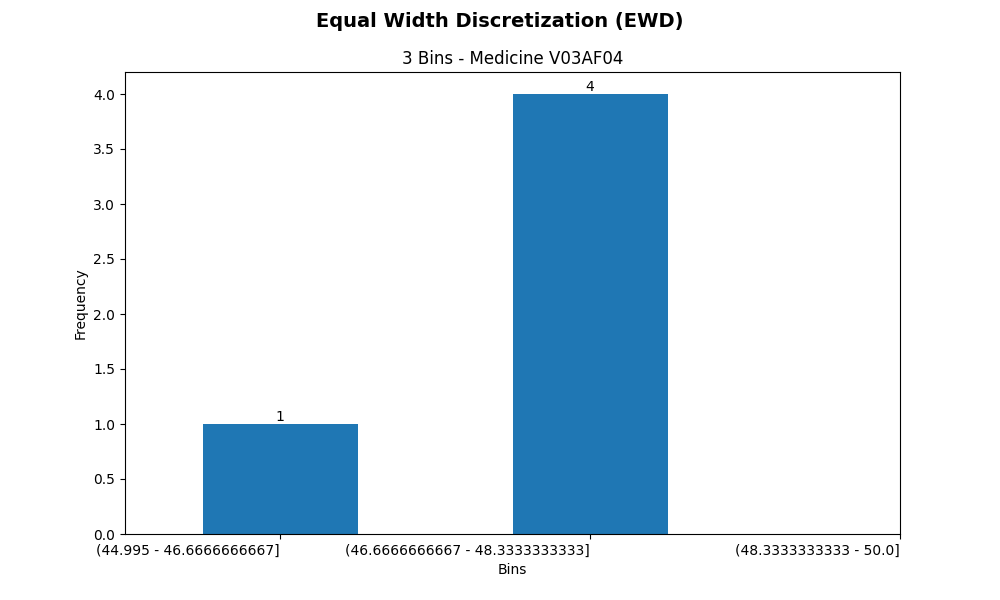 Equal Width Discretization (EWD)
3 Bins - Medicine V03AF04
4.0
3.5
3.0
2.5
2.0
1.5
1.0
0.5
0.0
Frequency
4
1
(44.995 - 46.6666666667]
(46.6666666667 - 48.3333333333]
(48.3333333333 - 50.0]
Bins